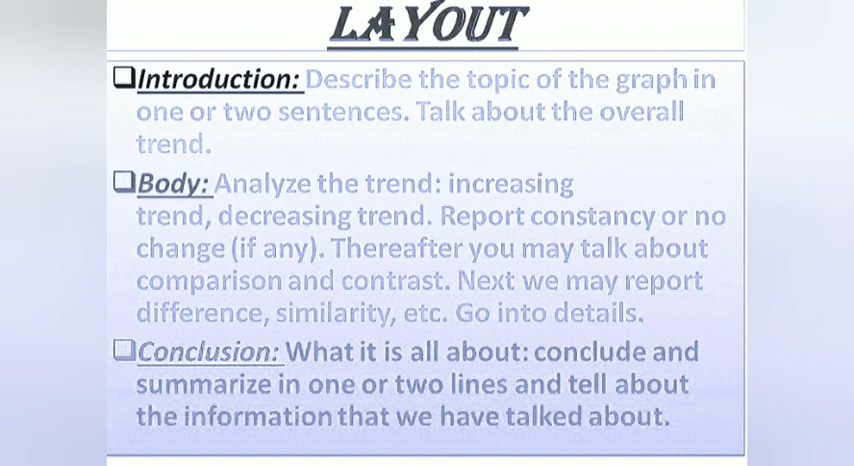 LAYOUT
❑Introduction: Describe the topic of the graph in
one or two sentences. Talk about the overall
trend.
❑Body: Analyze the trend: increasing
trend, decreasing trend. Report constancy or no
change (if any). Thereafter you may talk about
comparison and contrast. Next we may report
difference, similarity, etc. Go into details.
❑Conclusion: What it is all about: conclude and
summarize in one or two lines and tell about
the information that we have talked about.